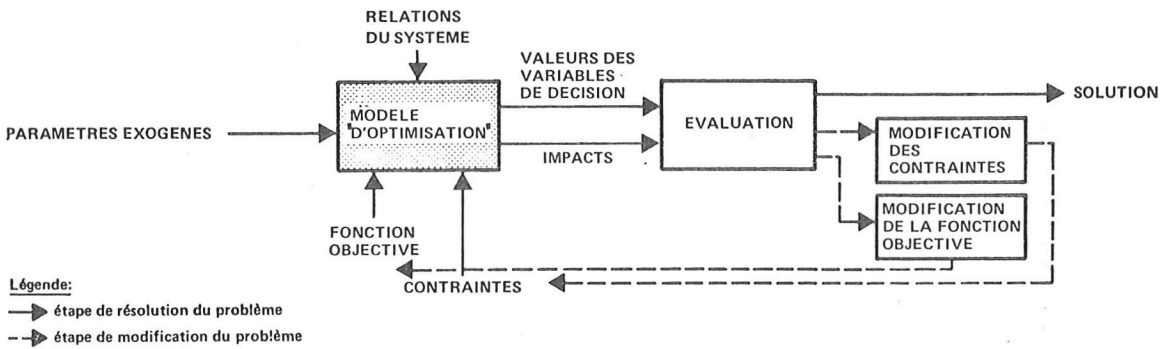 RELATIONS
DU SYSTEME
VALEURS DES
VARIABLES
DE DECISION
SOLUTION
PARAMETRES EXOGENES
MODELE
"D'OPTIMISATION"
EVALUATION
MODIFICATION
DES
CONTRAINTES
IMPACTS
MODIFICATION
DE LA FONCTION
OBJECTIVE
FONCTION
OBJECTIVE
CONTRAINTES
Légende:
étape de résolution du problème
étape de modification du problème